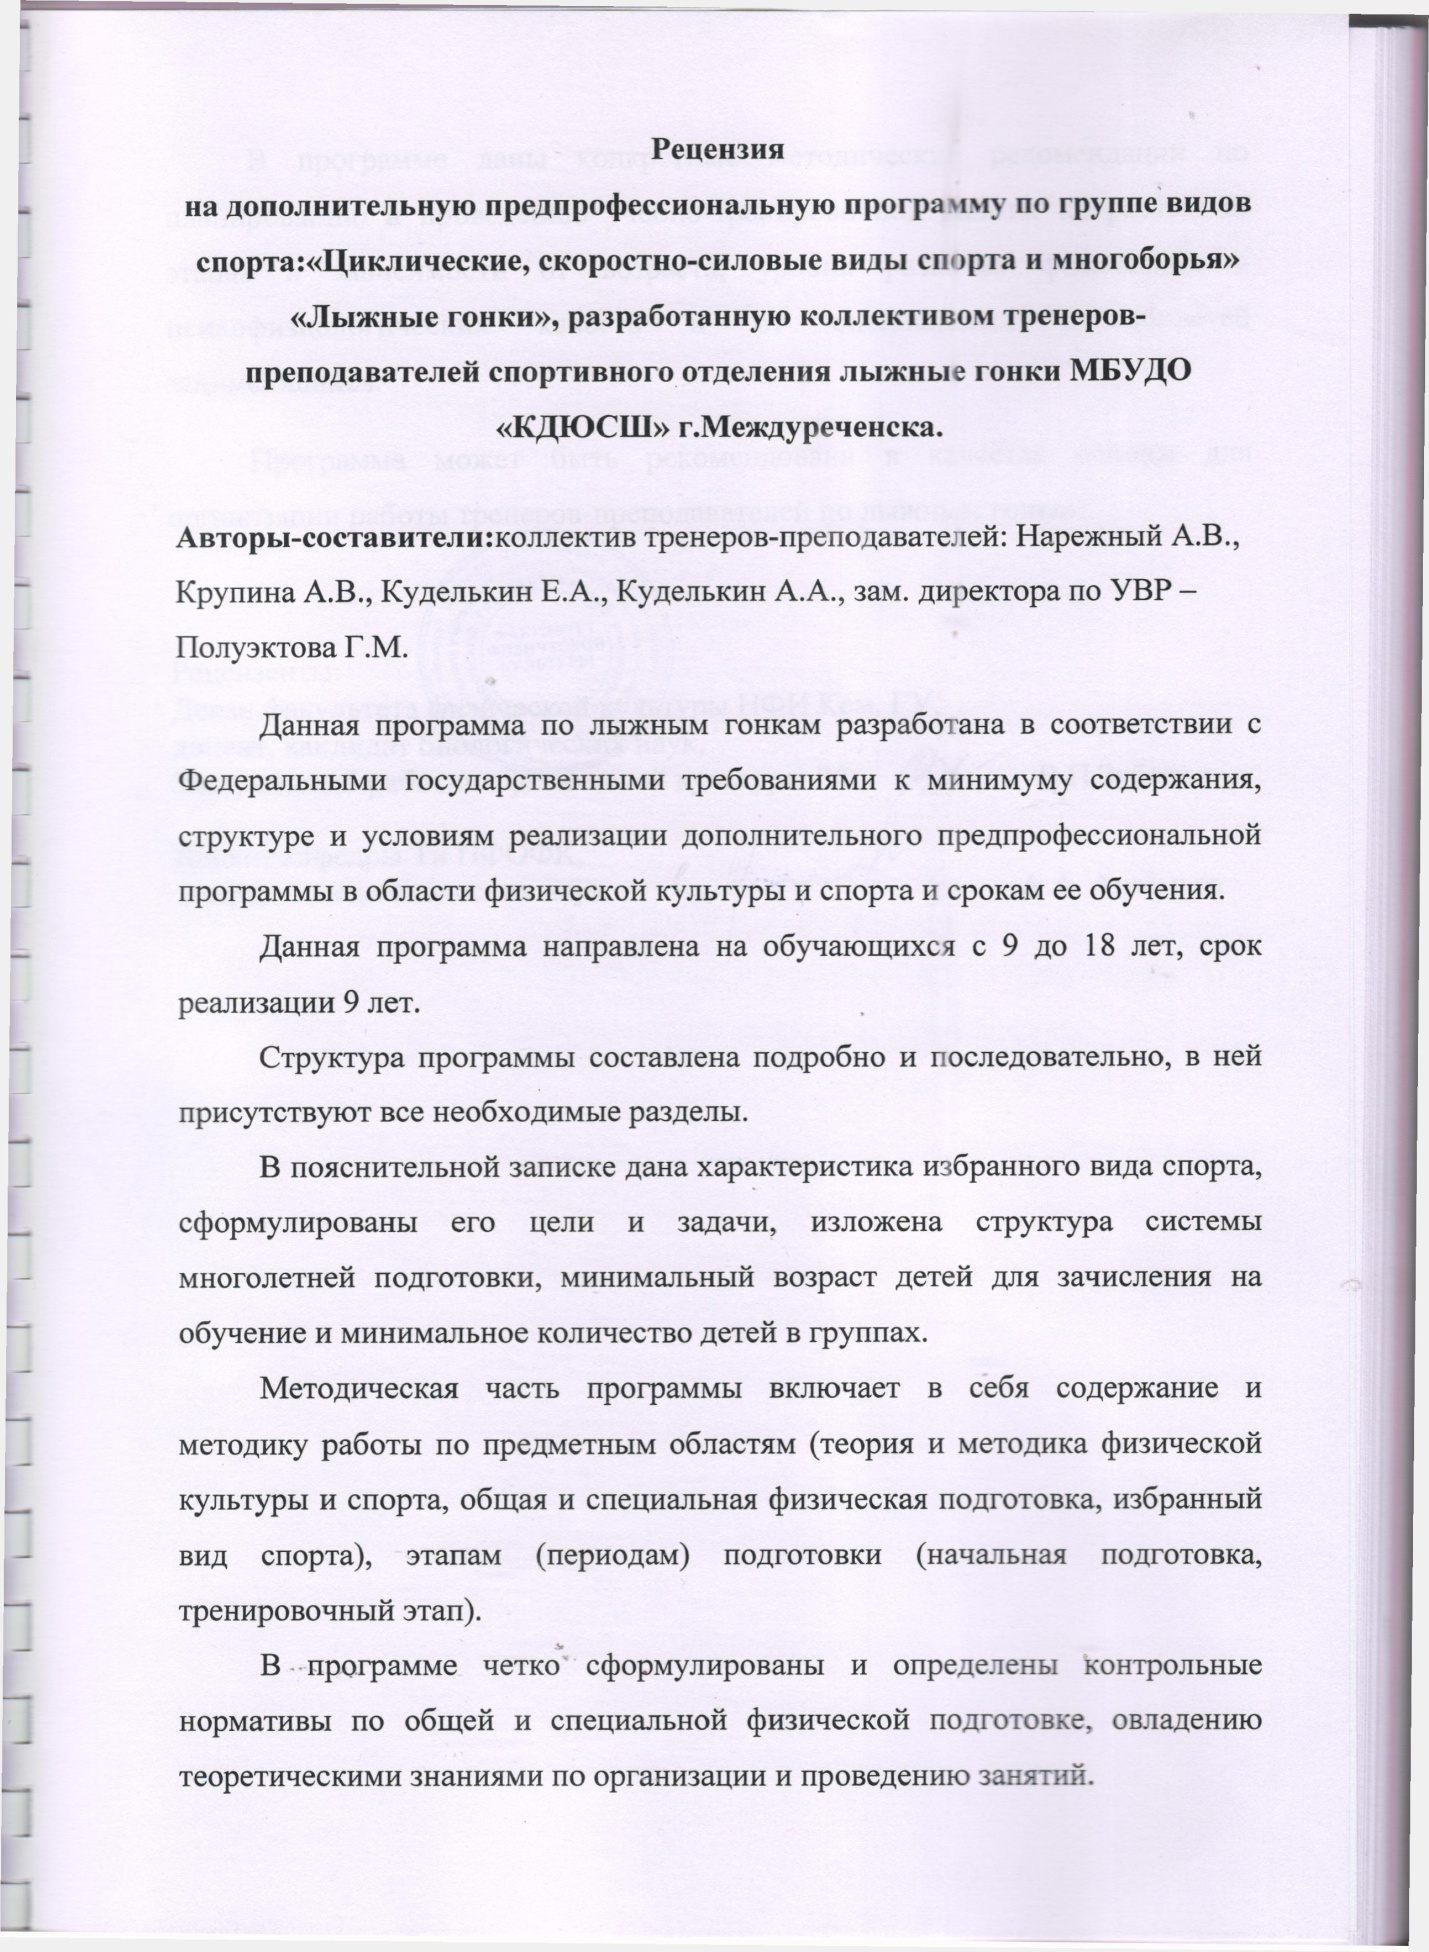 Рецензия
на дополнительную предпрофессиональную программу по группе видов
спорта:«Циклические, скоростно-силовые виды спорта и многоборья»
«Лыжные гонки», разработанную коллективом тренеров-
преподавателей спортивного отделения лыжные гонки МБУДО
«КДЮСШ» г.Междуреченска.
Авторы-составители:коллектив тренеров-преподавателей: Нарежный А.В.,
Крупина А.В., Куделькин Е.А., Куделькин А.А., зам. директора по УВР –
Полуэктова Г.М.
Данная программа по лыжным гонкам разработана в соответствии с
Федеральными государственными требованиями к минимуму содержания,
структуре и условиям реализации дополнительного предпрофессиональной
программы в области физической культуры и спорта и срокам ее обучения.
Данная программа направлена на обучающихся с 9 до 18 лет, срок
реализации 9 лет.
Структура программы составлена подробно и последовательно, в ней
присутствуют все необходимые разделы.
В пояснительной записке дана характеристика избранного вида спорта,
сформулированы его цели и задачи, изложена структура системы
многолетней подготовки, минимальный возраст детей для зачисления на
обучение и минимальное количество детей в группах.
Методическая часть программы включает в себя содержание и
методику работы по предметным областям (теория и методика физической
культуры и спорта, общая и специальная физическая подготовка, избранный
вид спорта), этапам (периодам) подготовки (начальная подготовка,
тренировочный этап).
В программе четко сформулированы и определены контрольные
нормативы по общей и специальной физической подготовке, овладению
теоретическими знаниями по организации и проведению занятий.